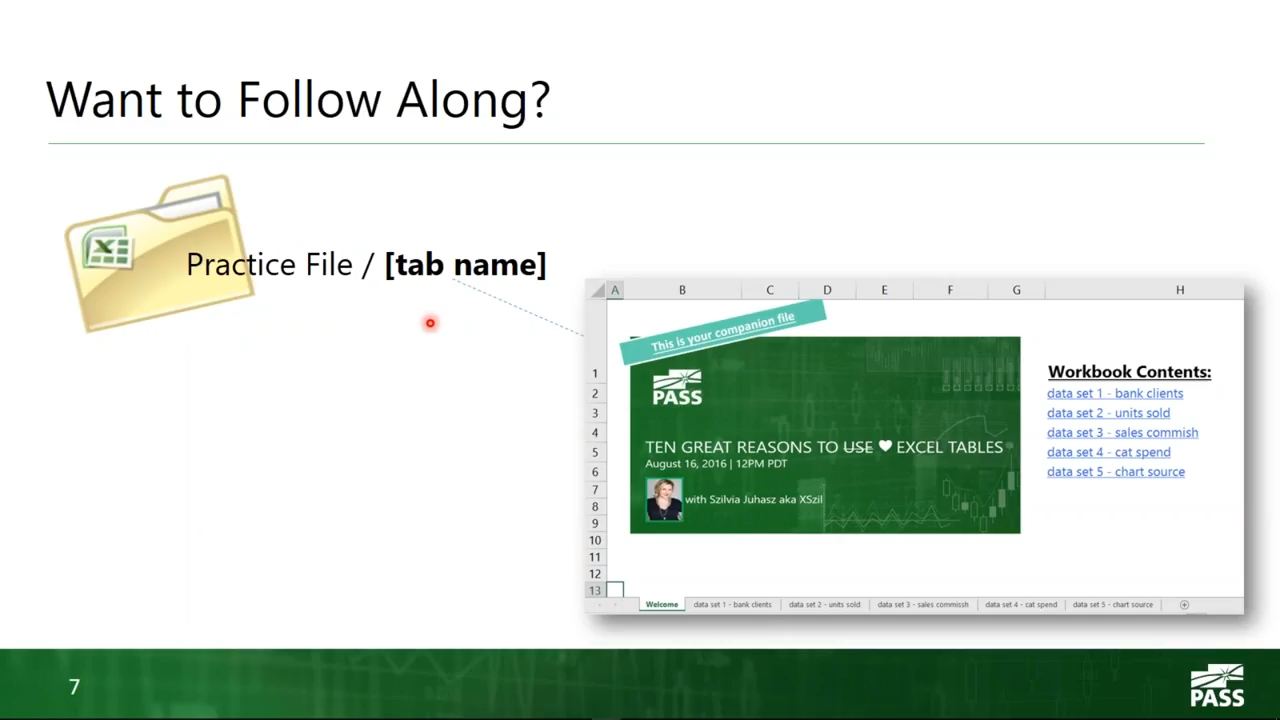 Want to Follow Along?
Practice File / [tab name]
A B C D E F G H
This is your companion file
1
2
3
4
5
6
7
8
9
10
11
12
13
PASS
TEN GREAT REASONS TO USE ♥ EXCEL TABLES
August 16, 2016 | 12PM PDT
with Szilvia Juhasz aka XSzil
Workbook Contents:
data set 1 - bank clients
data set 2 - units sold
data set 3 - sales commish
data set 4 - cat spend
data set 5 - chart source
Welcome data set 1 - bank clients data set 2 - units sold data set 3 - sales commissh data set 4 - cat spend data set 5 - chart source
7
PASS